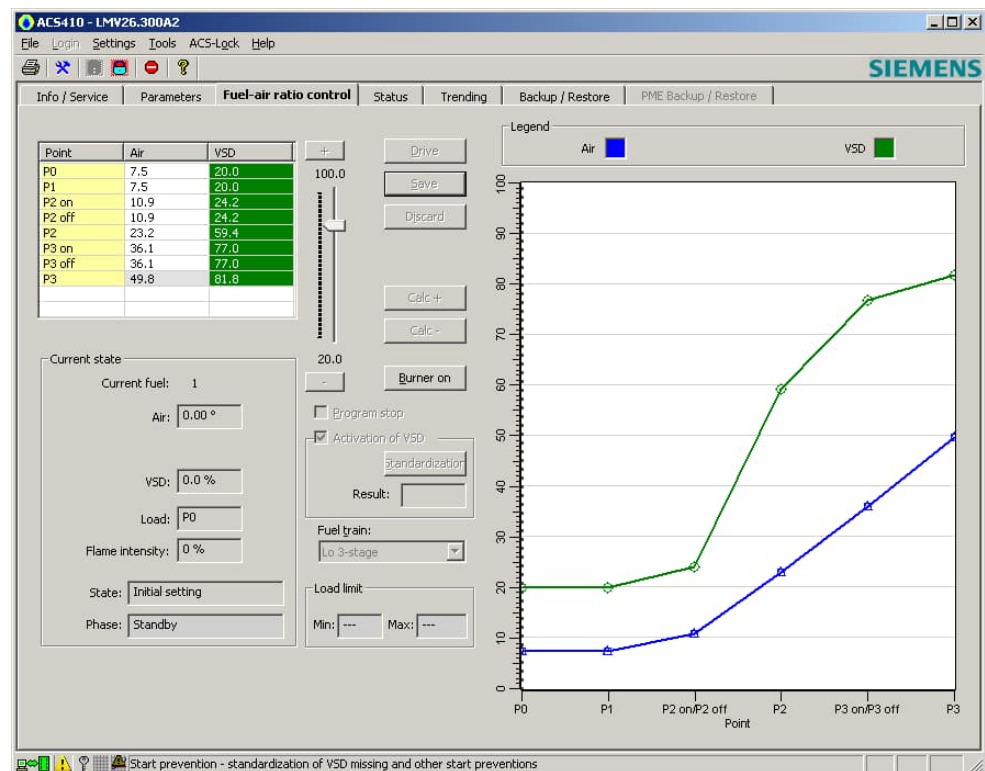 ACS410 - LMV26.300A2
File Login Settings Tools ACS-Lock Help
SIEMENS
Info / Service Parameters Fuel-air ratio control Status Trending Backup / Restore PME Backup / Restore
Point Air VSD
P0 7.5 20.0
P1 7.5 20.0
P2 on 10.9 24.2
P2 off 10.9 24.2
P2 23.2 59.4
P3 on 36.1 77.0
P3 off 36.1 77.0
P3 49.8 81.8
+
100.0
20.0
-
Drive
Save
Discard
Calc +
Calc -
Burner on
Program stop
Activation of VSD
Standardization
Result:
Fuel train:
Lo 3-stage
Load limit
Min: --- Max: ---
Current state
Current fuel: 1
Air: 0.00 °
VSD: 0.0 %
Load: P0
Flame intensity: 0 %
State: Initial setting
Phase: Standby
Legend
Air VSD
100
90
80
70
60
50
40
30
20
10
0
P0 P1 P2 on/P2 off P2 P3 on/P3 off P3
Point
Start prevention - standardization of VSD missing and other start preventions